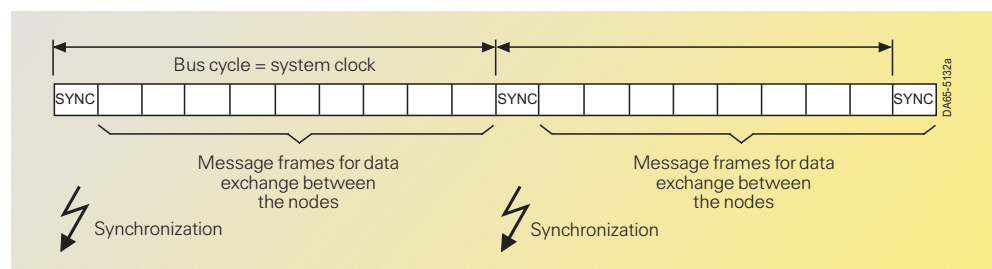 Bus cycle = system clock
SYNC
SYNC
SYNC
DA65-5132a
Message frames for data
exchange between
the nodes
Message frames for data
exchange between
the nodes
Synchronization
Synchronization